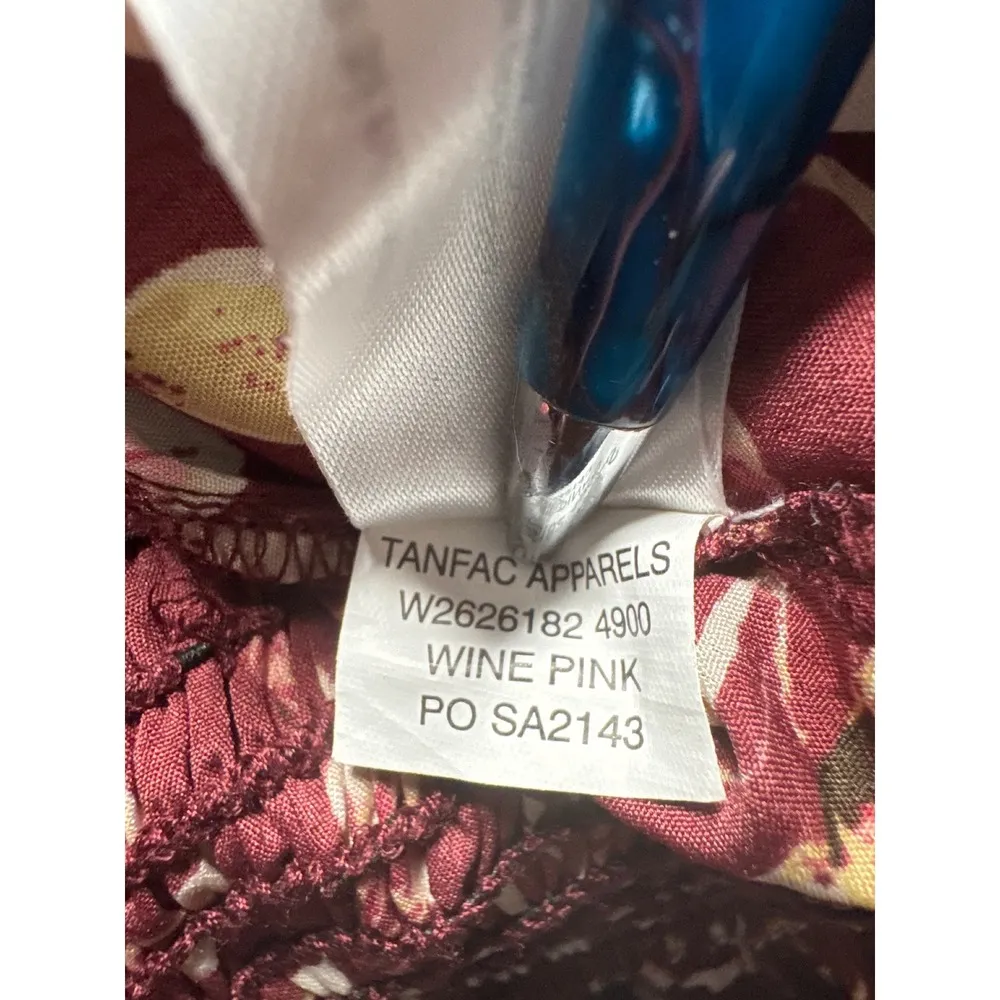 TANFAC APPARELS
W2626182 4900
WINE PINK
PO SA2143